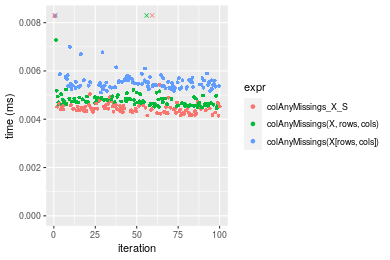 0.008
0.006
0.004
0.002
0.000
time (ms)
0
25
50
75
100
iteration
expr
colAnyMissings_X_S
colAnyMissings(X, rows, cols)
colAnyMissings(X[rows, cols])